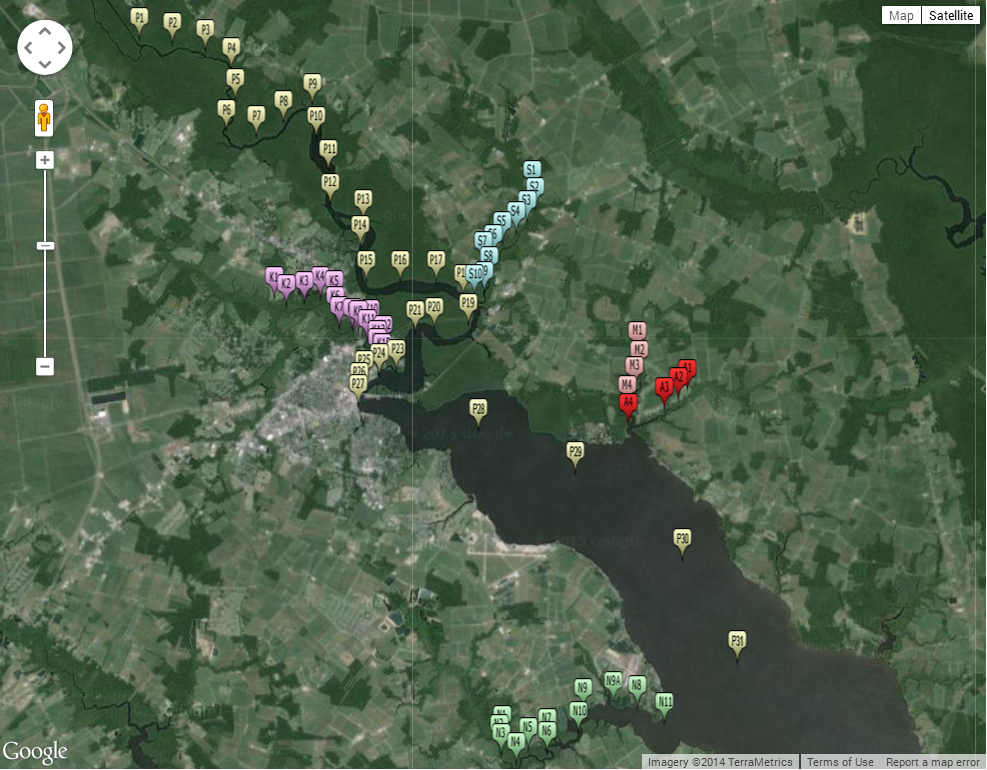 Map Satellite
P1
P2
P3
P4
P5
P9
P8
P6
P7
P10
P11
S1
P12
S2
P13
S3
S4
P14
S5
S6
S7
S8
P15
P16
P17
S10
K1
K2
K3
K4
K5
K6
P19
P20
P21
K7
M1
M2
P23
P24
P25
M3
A1
P26
A2
P27
M4
A3
A4
P28
©2013 Google
P29
P30
P31
N9A
N8
N9
N11
N10
N1
N7
N2
N5
N6
N3
N4
Google
Imagery ©2014 TerraMetrics Terms of Use Report a map error